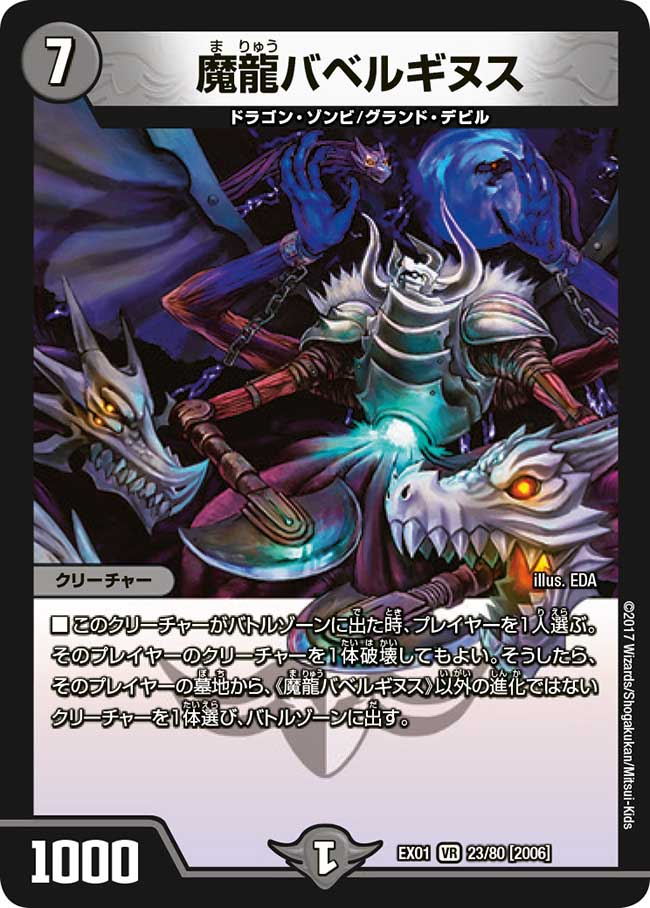 7
魔龍バベルギヌス
ま りゅう
ドラゴン・ゾンビ/グランド・デビル
illus. EDA
クリーチャー
■このクリーチャーがバトルゾーンに出た時、プレイヤーを1人選ぶ。
そのプレイヤーのクリーチャーを1体破壊してもよい。そうしたら、
そのプレイヤーの墓地から、《魔龍バベルギヌス》以外の進化ではない
クリーチャーを1体選び、バトルゾーンに出す。
©2017 Wizards/Shogakukan/Mitsui-Kids
1000
1
EX01 VR 23/80 [2006]